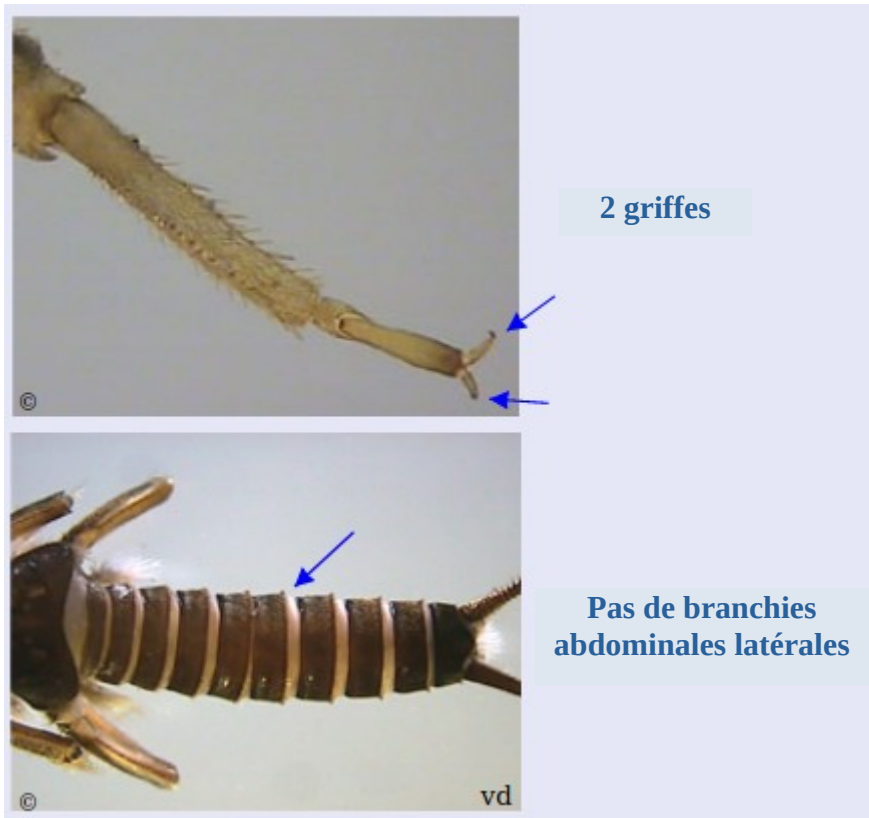 2 griffes
©
Pas de branchies
abdominales latérales
©
vd